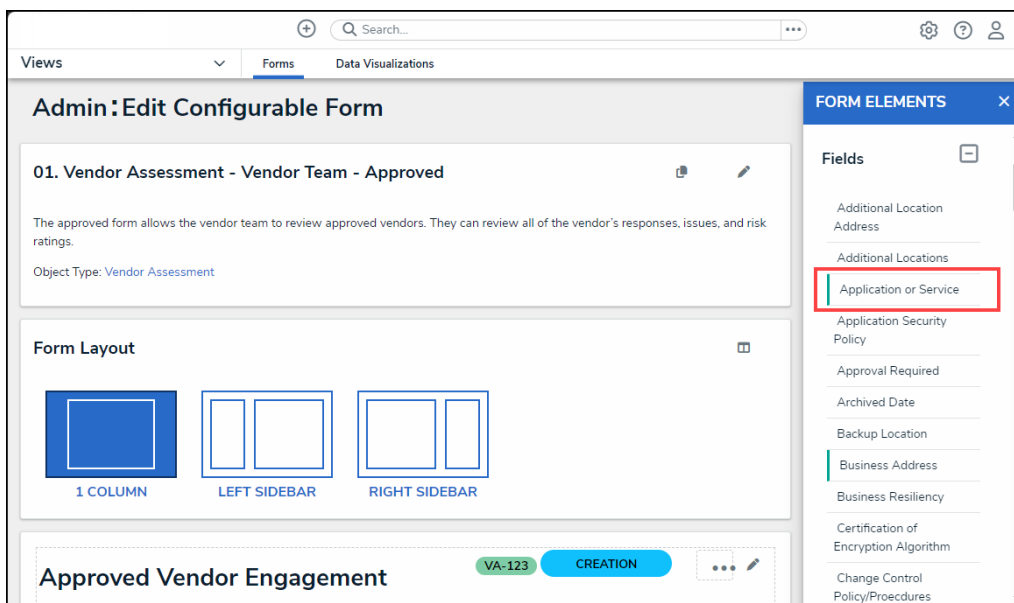 Search...
Views
Forms
Data Visualizations
Admin:Edit Configurable Form
01. Vendor Assessment - Vendor Team - Approved
The approved form allows the vendor team to review approved vendors. They can review all of the vendor's responses, issues, and risk
ratings.
Object Type: Vendor Assessment
Form Layout
1 COLUMN
LEFT SIDEBAR
RIGHT SIDEBAR
Approved Vendor Engagement
VA-123
CREATION
FORM ELEMENTS
Fields
Additional Location
Address
Additional Locations
Application or Service
Application Security
Policy
Approval Required
Archived Date
Backup Location
Business Address
Business Resiliency
Certification of
Encryption Algorithm
Change Control
Policy/Proecdures